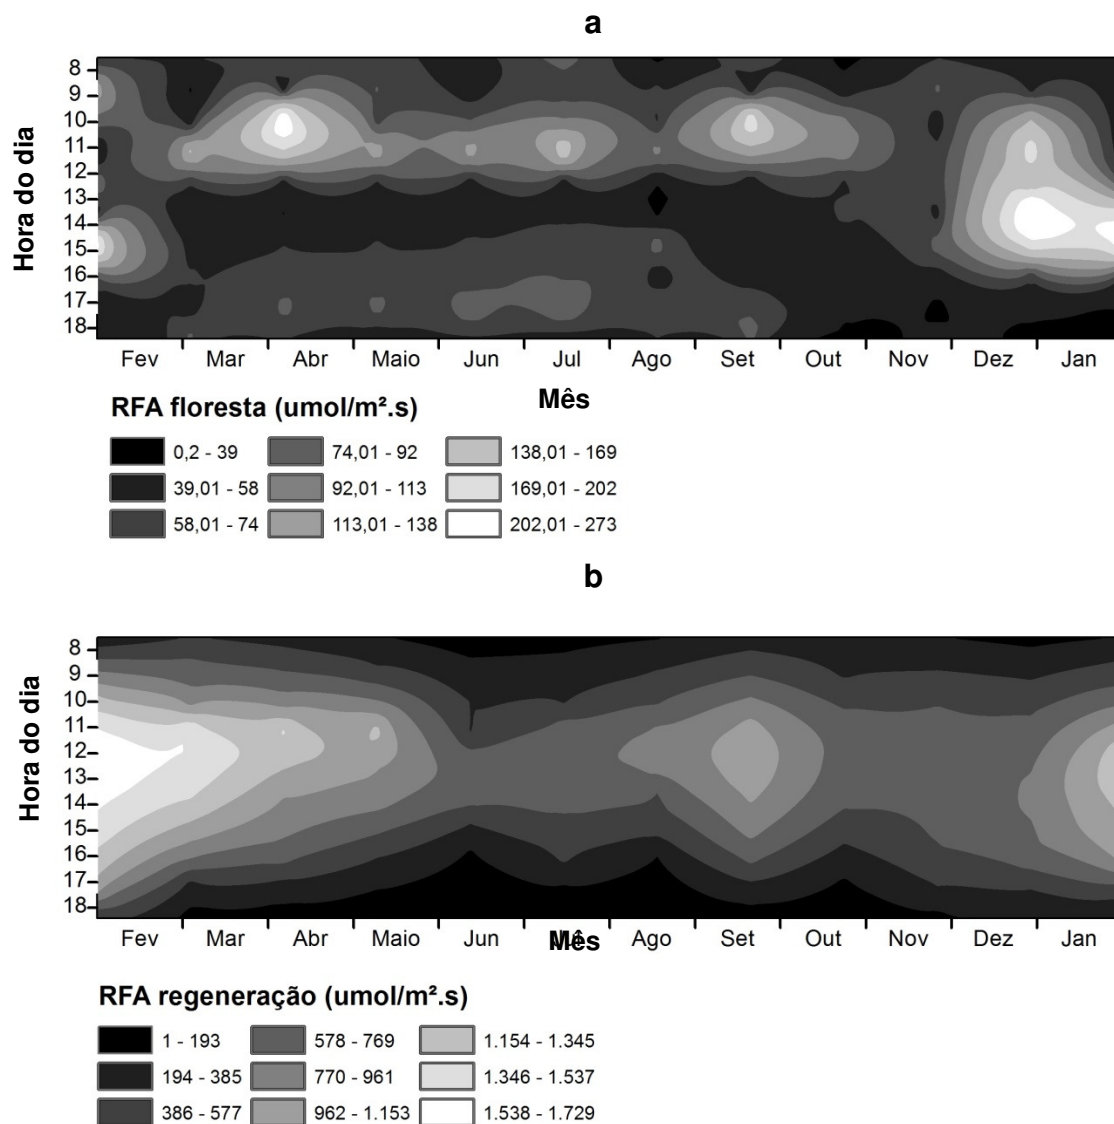 a
Hora do dia
8
9
10
11
12
13
14
15
16
17
18
Fev Mar Abr Maio Jun Jul Ago Set Out Nov Dez Jan
Mês
RFA floresta (umol/m².s)
0,2 - 39 74,01 - 92 138,01 - 169
39,01 - 58 92,01 - 113 169,01 - 202
58,01 - 74 113,01 - 138 202,01 - 273
b
Hora do dia
8
9
10
11
12
13
14
15
16
17
18
Fev Mar Abr Maio Jun Jul Ago Set Out Nov Dez Jan
Mês
RFA regeneração (umol/m².s)
1 - 193 578 - 769 1.154 - 1.345
194 - 385 770 - 961 1.346 - 1.537
386 - 577 962 - 1.153 1.538 - 1.729